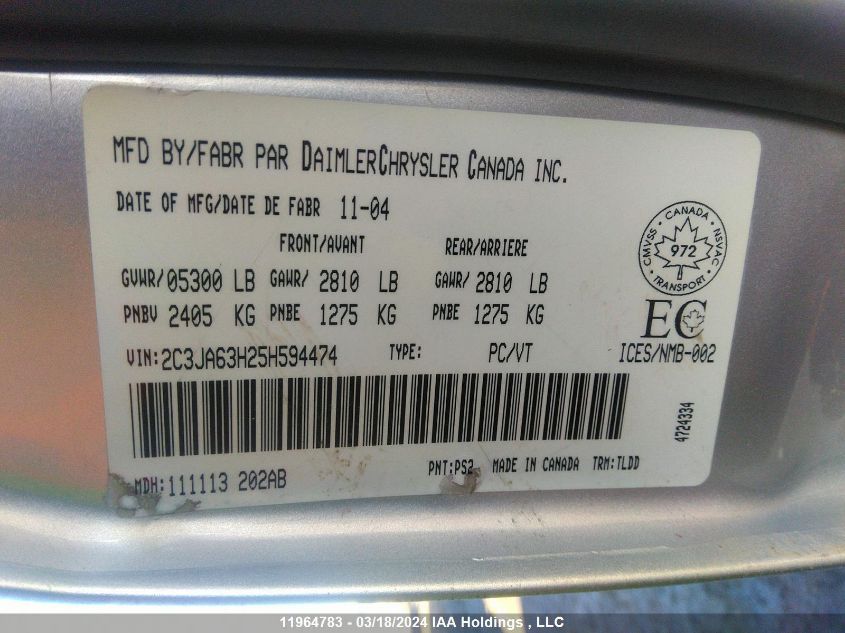 MFD BY/FABR PAR DAIMLERCHRYSLER CANADA INC.
DATE OF MFG/DATE DE FABR 11-04
FRONT/AVANT REAR/ARRIERE
GVWR/05300 LB GAWR/ 2810 LB GAWR/ 2810 LB
PNBV 2405 KG PNBE 1275 KG PNBE 1275 KG
VIN:2C3JA63H25H594474 TYPE: PC/VT
CANADA
CMVSS 972 NSVAC
TRANSPORT
EC
ICES/NMB-002
4724334
MDH:111113 202AB
PNT:PS2 MADE IN CANADA TRM:TLDD
11964783 - 03/18/2024 IAA Holdings , LLC